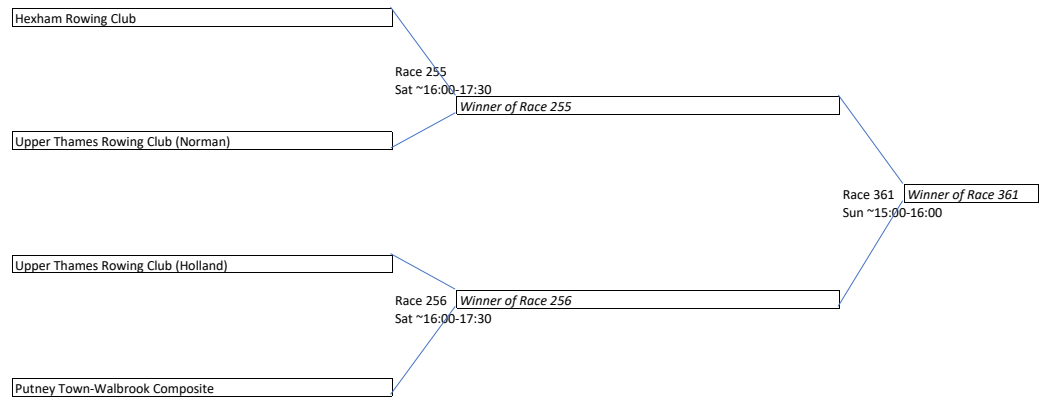 Hexham Rowing Club
Race 255
Sat ~16:00-17:30
Winner of Race 255
Upper Thames Rowing Club (Norman)
Race 361
Winner of Race 361
Sun ~15:00-16:00
Upper Thames Rowing Club (Holland)
Race 256
Winner of Race 256
Sat ~16:00-17:30
Putney Town-Walbrook Composite